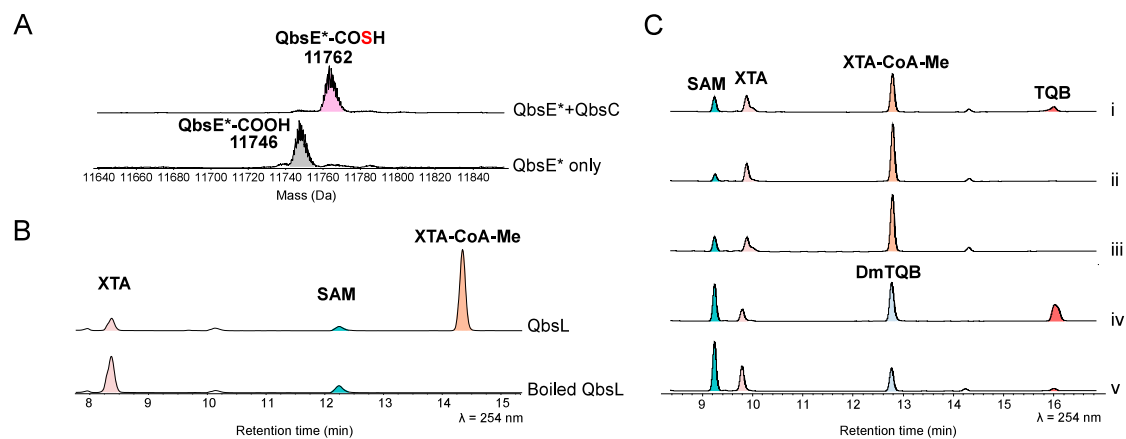 A
QbsE*-COSH
11762
QbsE*+QbsC
QbsE*-COOH
11746
QbsE* only
11640 11660 11680 11700 11720 11740 11760 11780 11800 11820 11840
Mass (Da)
B
XTA-CoA-Me
XTA
SAM
QbsL
Boiled QbsL
8 9 10 11 12 13 14 15
λ = 254 nm
Retention time (min)
C
XTA-CoA-Me
SAM
XTA
TQB
i
ii
iii
DmTQB
iv
v
9 10 11 12 13 14 15 16
λ = 254 nm
Retention time (min)